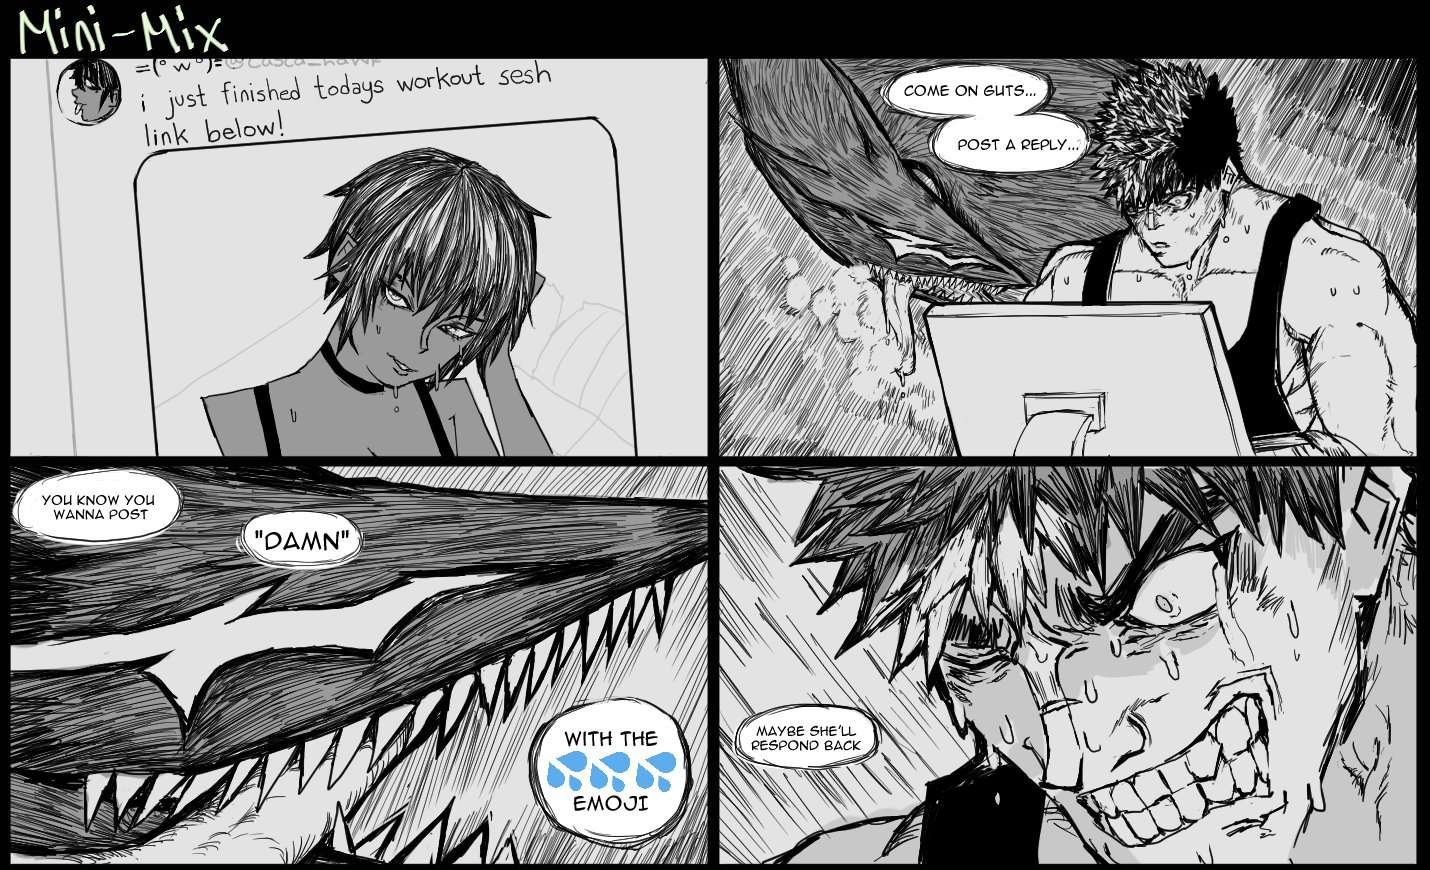 Mini-Mix
=(°w°)=@casca_hawk
i just finished todays workout sesh
link below!
COME ON GUTS...
POST A REPLY...
YOU KNOW YOU
WANNA POST
"DAMN"
WITH THE
💦💦💦
EMOJI
MAYBE SHE'LL
RESPOND BACK